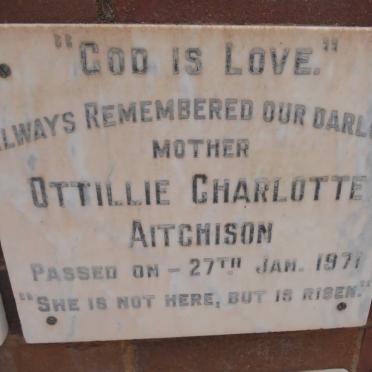 "GOD IS LOVE."
ALWAYS REMEMBERED OUR DARL
MOTHER
OTTILLIE CHARLOTTE
AITCHISON
PASSED ON – 27TH JAN. 1971
"SHE IS NOT HERE, BUT IS RISEN."